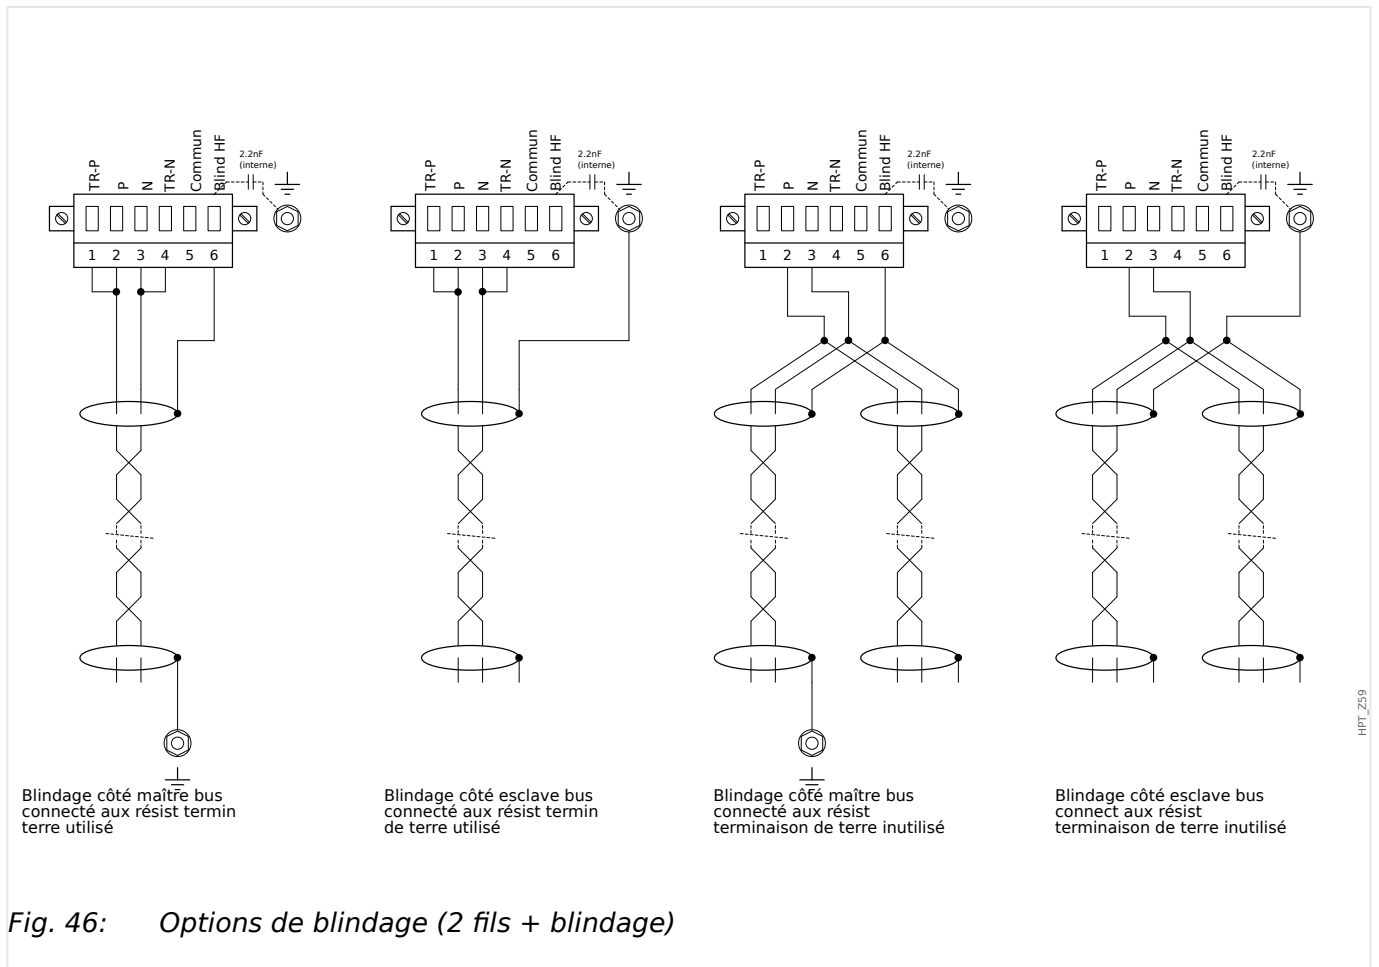 TR-P
P
N
TR-N
Commun
Blind HF
2.2nF
(interne)
1 2 3 4 5 6
TR-P
P
N
TR-N
Commun
Blind HF
2.2nF
(interne)
1 2 3 4 5 6
TR-P
P
N
TR-N
Commun
Blind HF
2.2nF
(interne)
1 2 3 4 5 6
TR-P
P
N
TR-N
Commun
Blind HF
2.2nF
(interne)
1 2 3 4 5 6
HPT_Z59
Blindage côté maître bus
connecté aux résist termin
terre utilisé
Blindage côté esclave bus
connecté aux résist termin
de terre utilisé
Blindage côté maître bus
connecté aux résist
terminaison de terre inutilisé
Blindage côté esclave bus
connect aux résist
terminaison de terre inutilisé
Fig. 46: Options de blindage (2 fils + blindage)